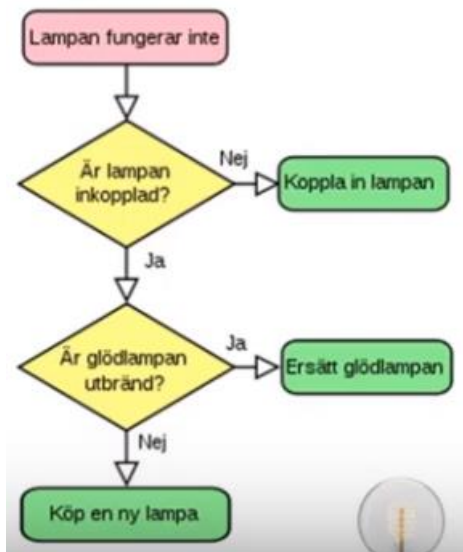 Lampan fungerar inte
Är lampan
inkopplad?
Nej
Koppla in lampan
Ja
Är glödlampan
utbränd?
Ja
Ersätt glödlampan
Nej
Köp en ny lampa